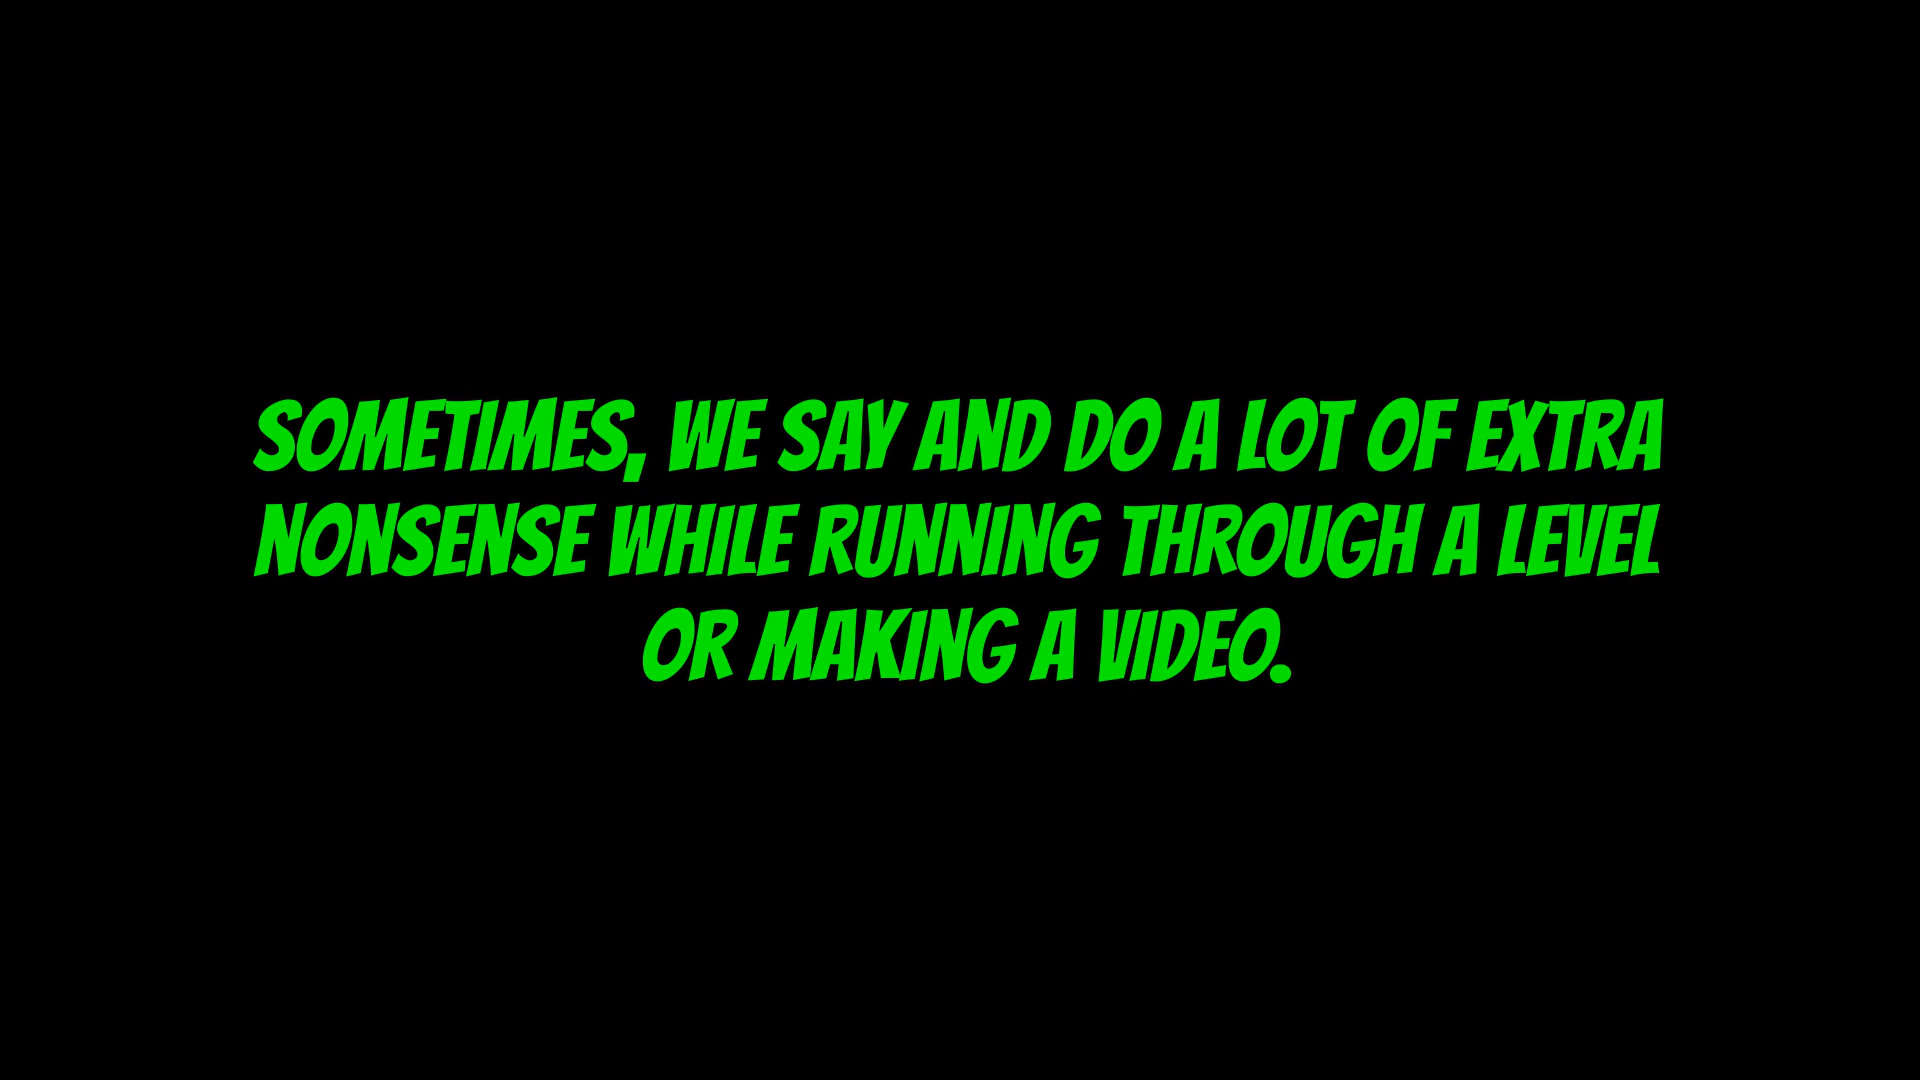 SOMETIMES, WE SAY AND DO A LOT OF EXTRA
NONSENSE WHILE RUNNING THROUGH A LEVEL
OR MAKING A VIDEO.